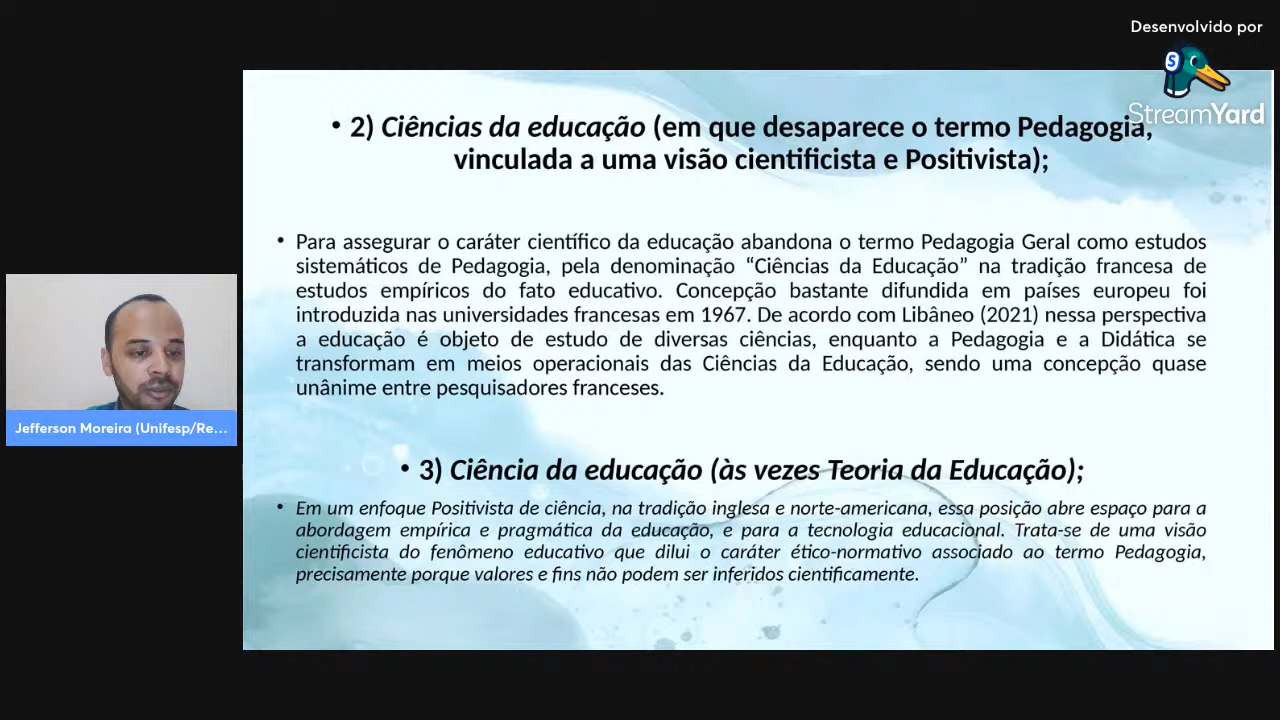 Desenvolvido por
S
StreamYard
• 2) Ciências da educação (em que desaparece o termo Pedagogia,
vinculada a uma visão cientificista e Positivista);
• Para assegurar o caráter científico da educação abandona o termo Pedagogia Geral como estudos
sistemáticos de Pedagogia, pela denominação “Ciências da Educação” na tradição francesa de
estudos empíricos do fato educativo. Concepção bastante difundida em países europeu foi
introduzida nas universidades francesas em 1967. De acordo com Libâneo (2021) nessa perspectiva
a educação é objeto de estudo de diversas ciências, enquanto a Pedagogia e a Didática se
transformam em meios operacionais das Ciências da Educação, sendo uma concepção quase
unânime entre pesquisadores franceses.
Jefferson Moreira (Unifesp/Re...
• 3) Ciência da educação (às vezes Teoria da Educação);
• Em um enfoque Positivista de ciência, na tradição inglesa e norte-americana, essa posição abre espaço para a
abordagem empírica e pragmática da educação, e para a tecnologia educacional. Trata-se de uma visão
cientificista do fenômeno educativo que dilui o caráter ético-normativo associado ao termo Pedagogia,
precisamente porque valores e fins não podem ser inferidos cientificamente.